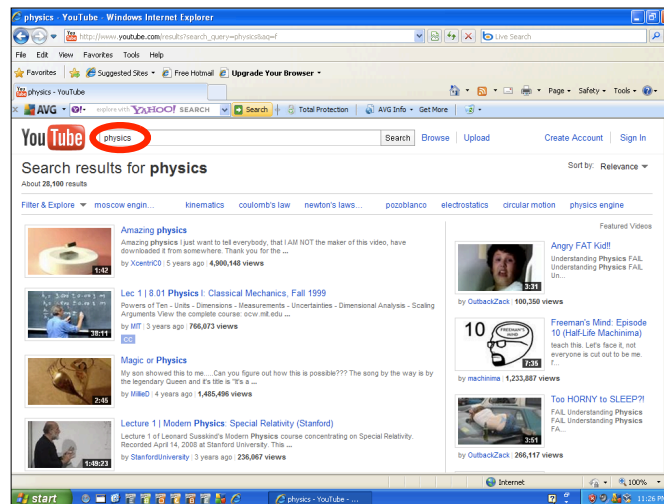 physics - YouTube - Windows Internet Explorer
http://www.youtube.com/results?search_query=physics&aq=f
Live Search
File Edit View Favorites Tools Help
Favorites Suggested Sites Free Hotmail Upgrade Your Browser
physics - YouTube
Page Safety Tools
AVG explore with YAHOO! SEARCH Search Total Protection AVG Info Get More
YouTube physics Search Browse Upload Create Account Sign In
Search results for physics
Sort by: Relevance
About 28,100 results
Filter & Explore moscow engin... kinematics coulomb's law newton's laws... pozoblanco electrostatics circular motion physics engine
Amazing physics
Amazing physics I just want to tell everybody, that I AM NOT the maker of this video, have
downloaded it from somewhere. Thank you for the ...
by XcentriC0 | 5 years ago | 4,900,148 views
1:42
Lec 1 | 8.01 Physics I: Classical Mechanics, Fall 1999
Powers of Ten - Units - Dimensions - Measurements - Uncertainties - Dimensional Analysis - Scaling
Arguments View the complete course: ocw.mit.edu ...
by MIT | 3 years ago | 766,073 views
CC
38:11
Magic or Physics
My son showed this to me.....Can you figure out how this is possible??? The song by the way is by
the legendary Queen and it's title is "It's a ...
by MillieD | 4 years ago | 1,485,496 views
2:45
Lecture 1 | Modern Physics: Special Relativity (Stanford)
Lecture 1 of Leonard Susskind's Modern Physics course concentrating on Special Relativity.
Recorded April 14, 2008 at Stanford University. This ...
by StanfordUniversity | 3 years ago | 236,067 views
1:49:23
Featured Videos
Angry FAT Kid!!
Understanding Physics FAIL
Understanding Physics FAIL
Un...
3:31
by OutbackZack 100,350 views
Freeman's Mind: Episode
10 (Half-Life Machinima)
teach this. Let's face it, not
everyone is cut out to be me.
I'...
10
FREEMAN'S
MIND
7:35
by machinima | 1,233,887 views
Too HORNY to SLEEP?!
FAIL Understanding Physics
FAIL Understanding Physics
FA...
3:51
by OutbackZack | 266,117 views
Internet 100%
start physics - YouTube - ... 11:26 PM